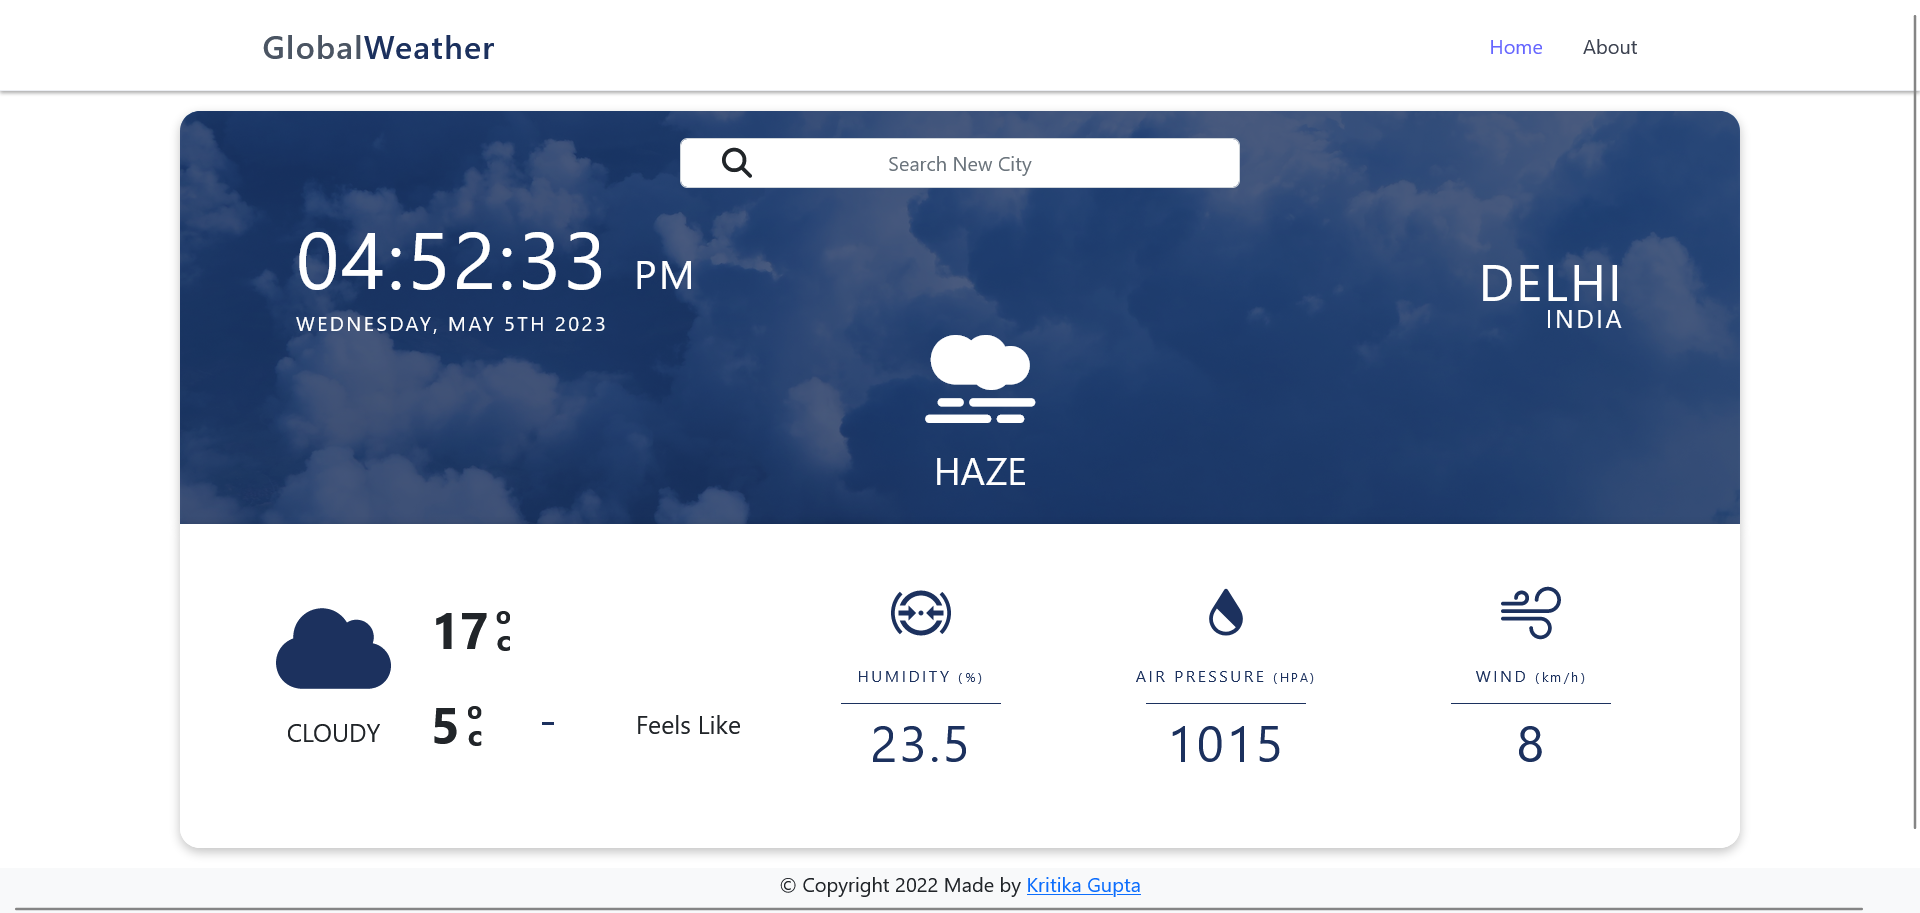 GlobalWeather
Home About
Search New City
04:52:33 PM
WEDNESDAY, MAY 5TH 2023
DELHI
INDIA
HAZE
17 o c
CLOUDY
5 o c - Feels Like
HUMIDITY (%)
23.5
AIR PRESSURE (HPA)
1015
WIND (km/h)
8
© Copyright 2022 Made by Kritika Gupta